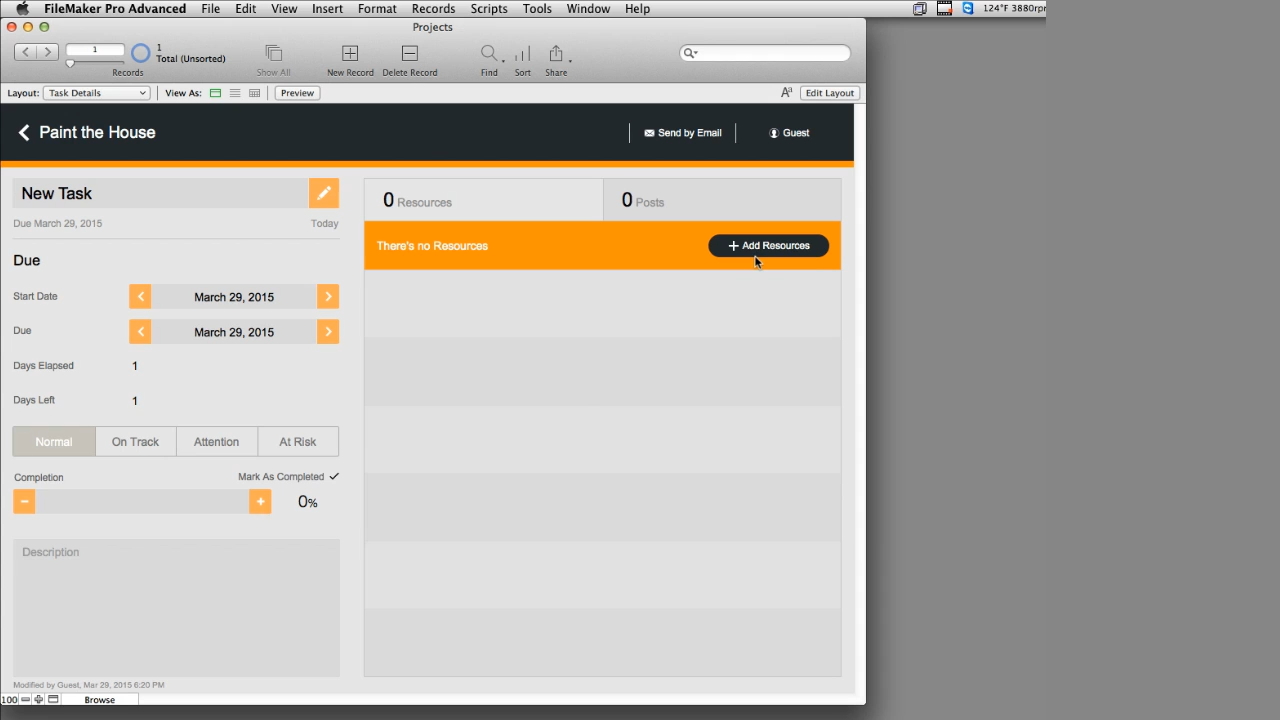 FileMaker Pro Advanced File Edit View Insert Format Records Scripts Tools Window Help 124°F 3880rpm
Projects
1
1
Total (Unsorted)
Records Show All New Record Delete Record Find Sort Share
Layout: Task Details View As: Preview Aª Edit Layout
Paint the House Send by Email Guest
New Task
Due March 29, 2015 Today
Due
Start Date March 29, 2015
Due March 29, 2015
Days Elapsed 1
Days Left 1
Normal On Track Attention At Risk
Completion Mark As Completed
0%
Description
Modified by Guest, Mar 29, 2015 6:20 PM
0 Resources 0 Posts
There's no Resources + Add Resources
100 Browse